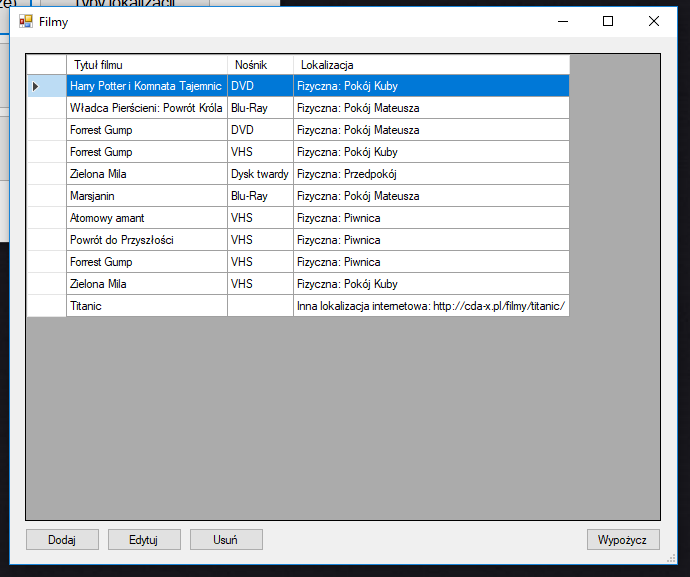 Typy lokalizacji
Filmy
Tytuł filmu Nośnik Lokalizacja
Harry Potter i Komnata Tajemnic DVD Fizyczna: Pokój Kuby
Władca Pierścieni: Powrót Króla Blu-Ray Fizyczna: Pokój Mateusza
Forrest Gump DVD Fizyczna: Pokój Mateusza
Forrest Gump VHS Fizyczna: Pokój Kuby
Zielona Mila Dysk twardy Fizyczna: Przedpokój
Marsjanin Blu-Ray Fizyczna: Pokój Mateusza
Atomowy amant VHS Fizyczna: Piwnica
Powrót do Przyszłości VHS Fizyczna: Piwnica
Forrest Gump VHS Fizyczna: Piwnica
Zielona Mila VHS Fizyczna: Pokój Kuby
Titanic Inna lokalizacja internetowa: http://cda-x.pl/filmy/titanic/
Dodaj Edytuj Usuń Wypożycz